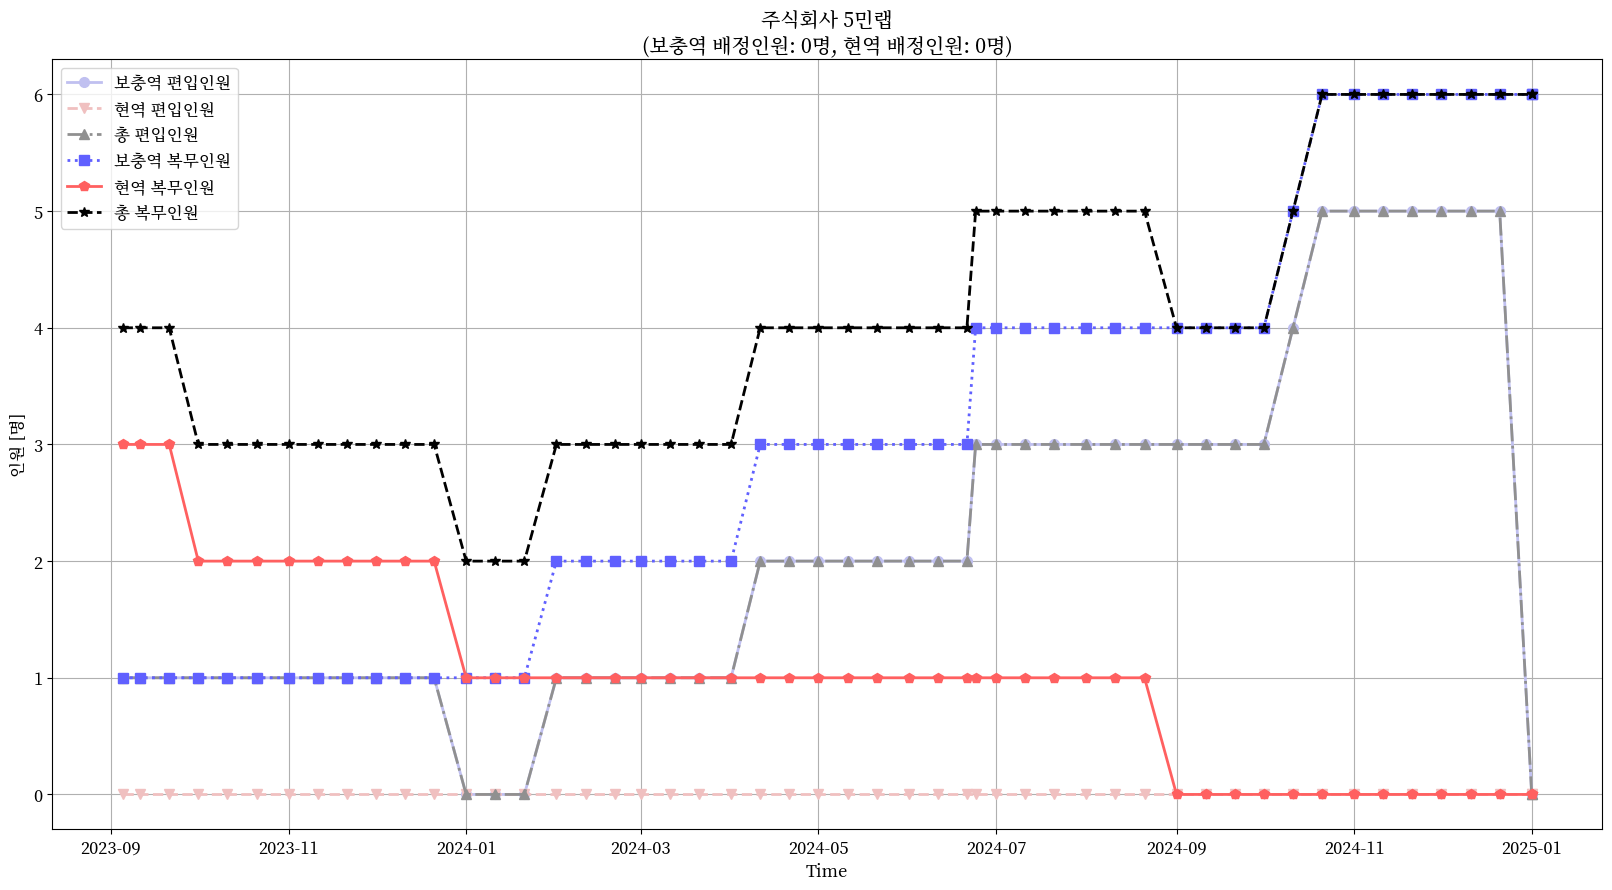 주식회사 5민랩
(보충역 배정인원: 0명, 현역 배정인원: 0명)
보충역 편입인원
현역 편입인원
총 편입인원
보충역 복무인원
현역 복무인원
총 복무인원
인원 [명]
6
5
4
3
2
1
0
2023-09
2023-11
2024-01
2024-03
2024-05
2024-07
2024-09
2024-11
2025-01
Time